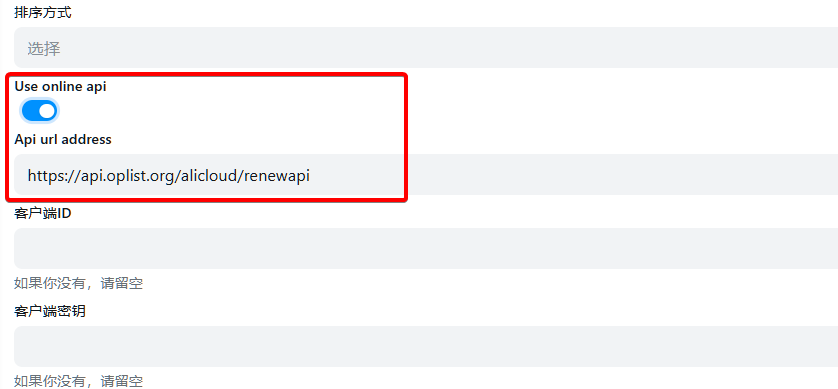 排序方式
选择
Use online api
Api url address
https://api.oplist.org/alicloud/renewapi
客户端ID
如果你没有，请留空
客户端密钥
如果你没有，请留空